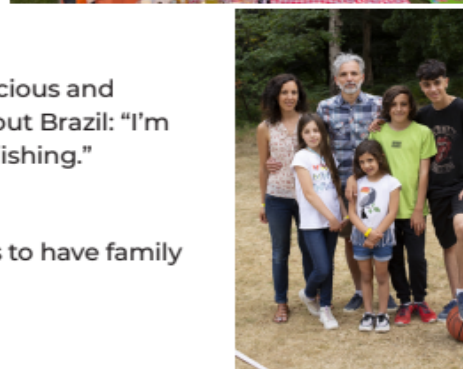 cious and
out Brazil: “I’m
ishing.”
s to have family